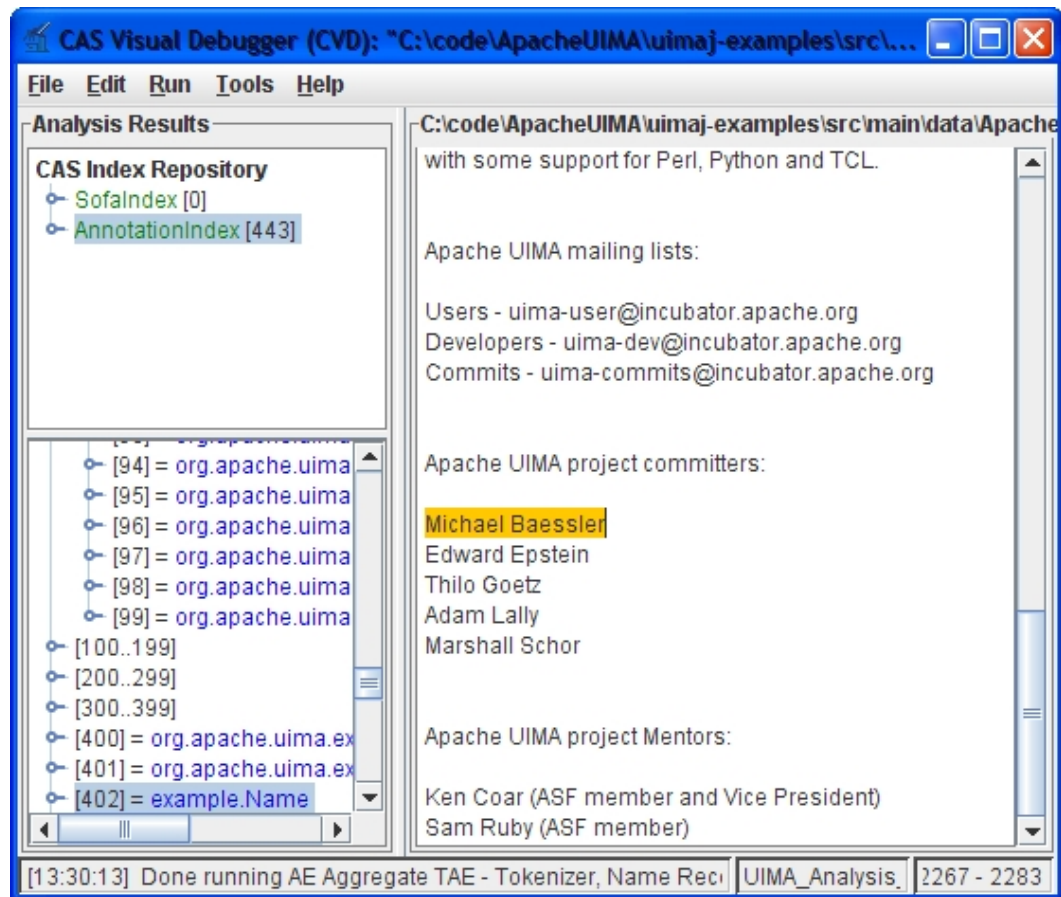 CAS Visual Debugger (CVD): "C:\code\ApacheUIMA\uimaj-examples\src\...
File Edit Run Tools Help
Analysis Results
CAS Index Repository
SofaIndex [0]
AnnotationIndex [443]
[94] = org.apache.uima
[95] = org.apache.uima
[96] = org.apache.uima
[97] = org.apache.uima
[98] = org.apache.uima
[99] = org.apache.uima
[100..199]
[200..299]
[300..399]
[400] = org.apache.uima.ex
[401] = org.apache.uima.ex
[402] = example.Name
C:\code\ApacheUIMA\uimaj-examples\src\main\data\Apache
with some support for Perl, Python and TCL.
Apache UIMA mailing lists:
Users - uima-user@incubator.apache.org
Developers - uima-dev@incubator.apache.org
Commits - uima-commits@incubator.apache.org
Apache UIMA project committers:
Michael Baessler
Edward Epstein
Thilo Goetz
Adam Lally
Marshall Schor
Apache UIMA project Mentors:
Ken Coar (ASF member and Vice President)
Sam Ruby (ASF member)
[13:30:13] Done running AE Aggregate TAE - Tokenizer, Name Rec
UIMA_Analysis_
2267 - 2283